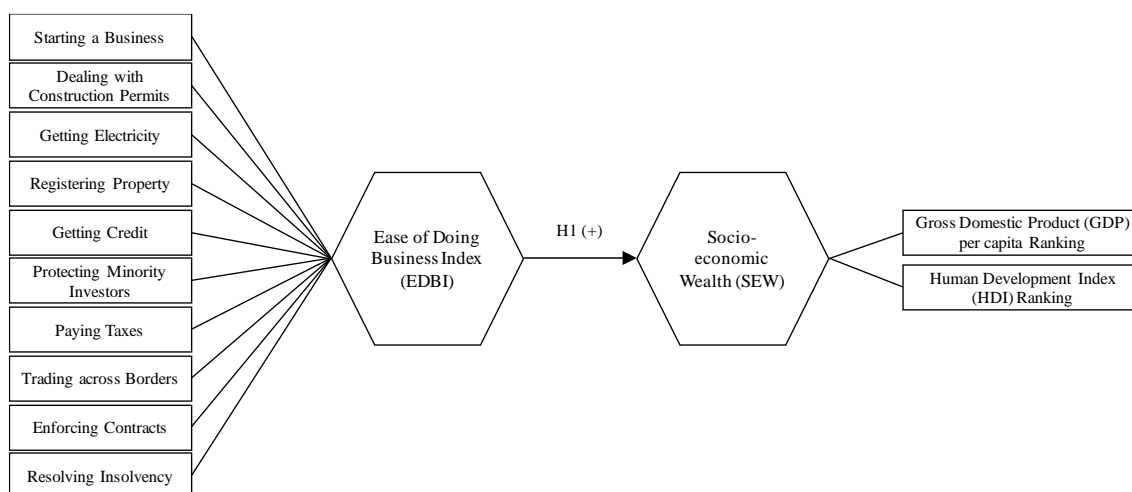 Starting a Business
Dealing with
Construction Permits
Getting Electricity
Registering Property
Getting Credit
Protecting Minority
Investors
Paying Taxes
Trading across Borders
Enforcing Contracts
Resolving Insolvency
Ease of Doing
Business Index
(EDBI)
H1 (+)
Socio-
economic
Wealth (SEW)
Gross Domestic Product (GDP)
per capita Ranking
Human Development Index
(HDI) Ranking